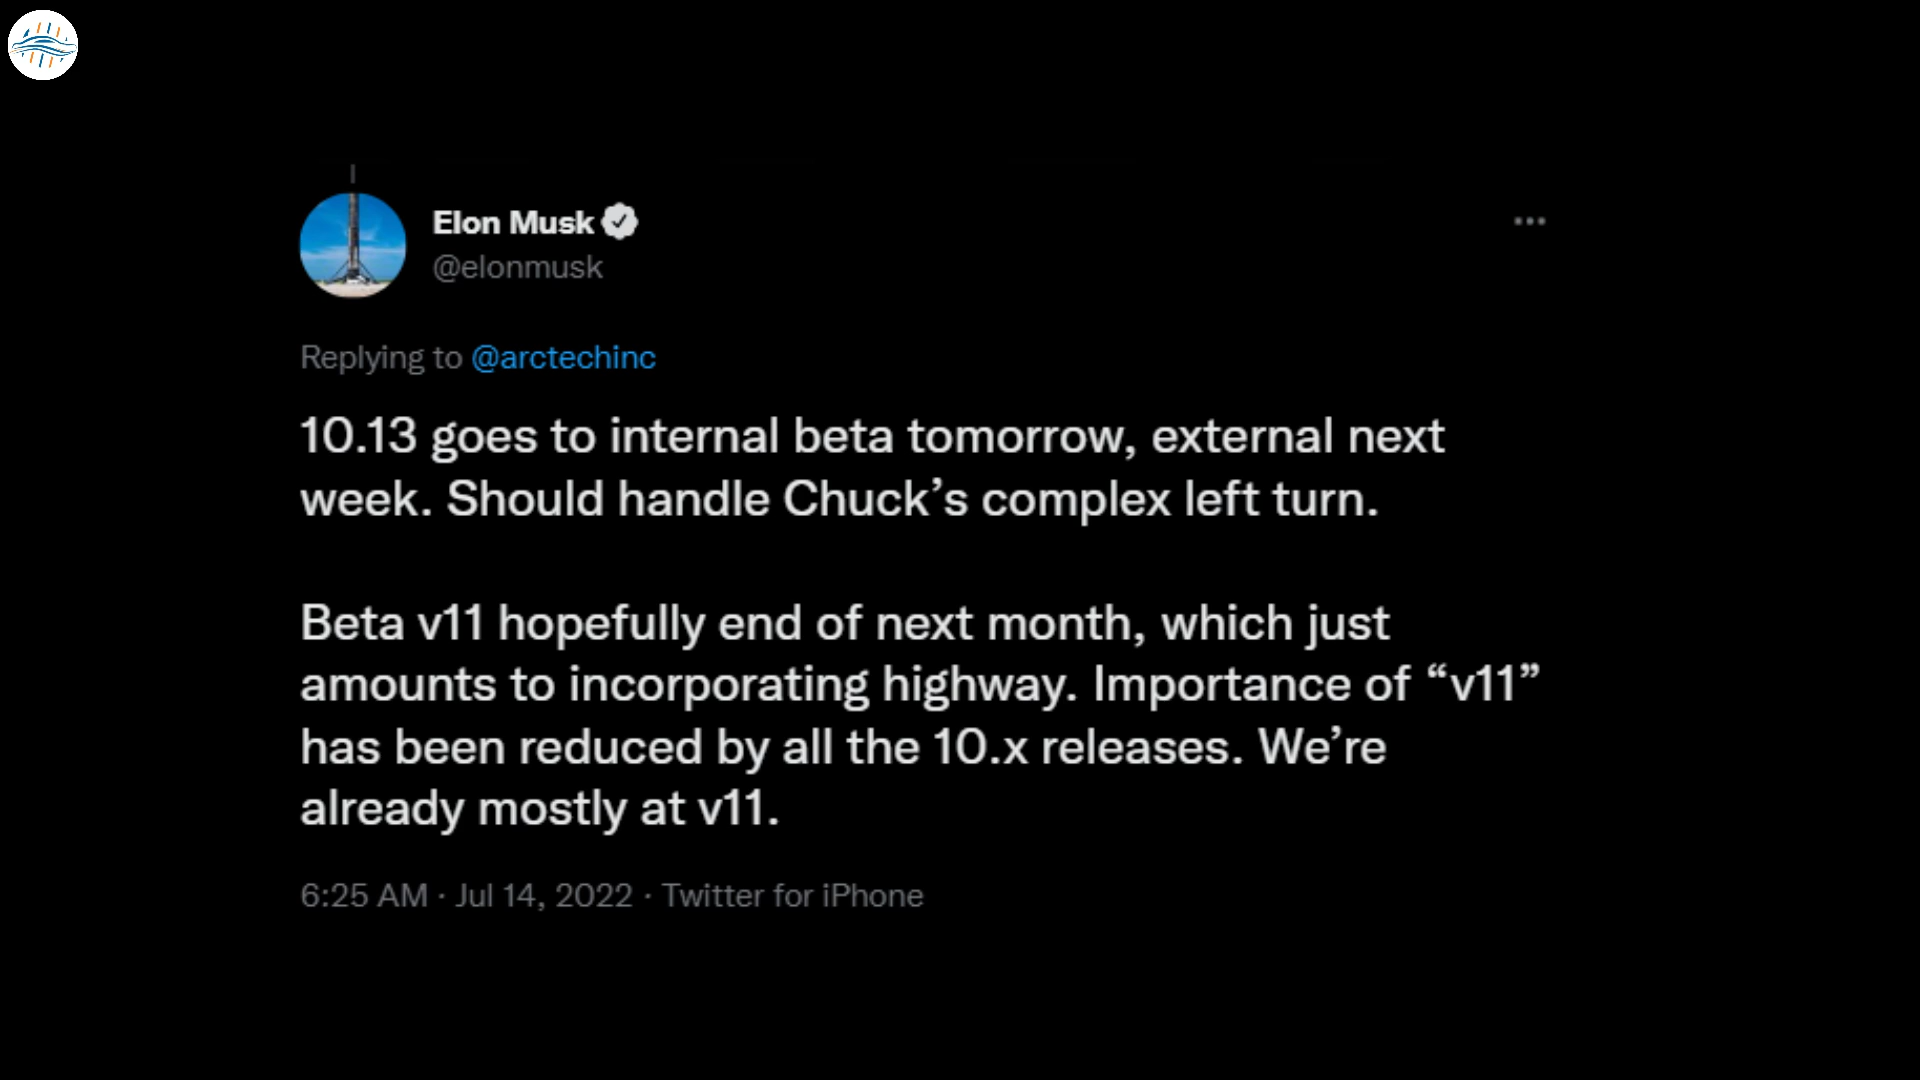 Elon Musk
@elonmusk
Replying to @arctechinc
10.13 goes to internal beta tomorrow, external next
week. Should handle Chuck’s complex left turn.
Beta v11 hopefully end of next month, which just
amounts to incorporating highway. Importance of “v11”
has been reduced by all the 10.x releases. We’re
already mostly at v11.
6:25 AM · Jul 14, 2022 · Twitter for iPhone